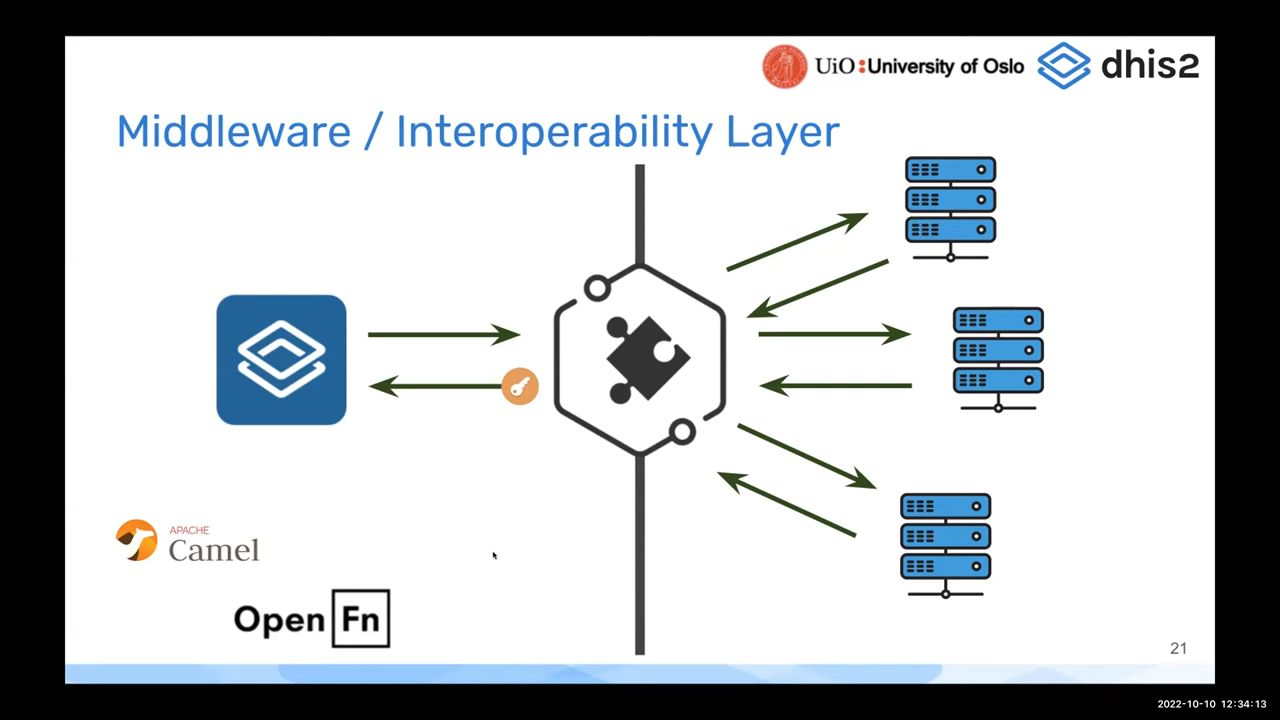 UiO:University of Oslo
dhis2
Middleware / Interoperability Layer
APACHE
Camel
Open Fn
21
2022-10-10 12:34:13